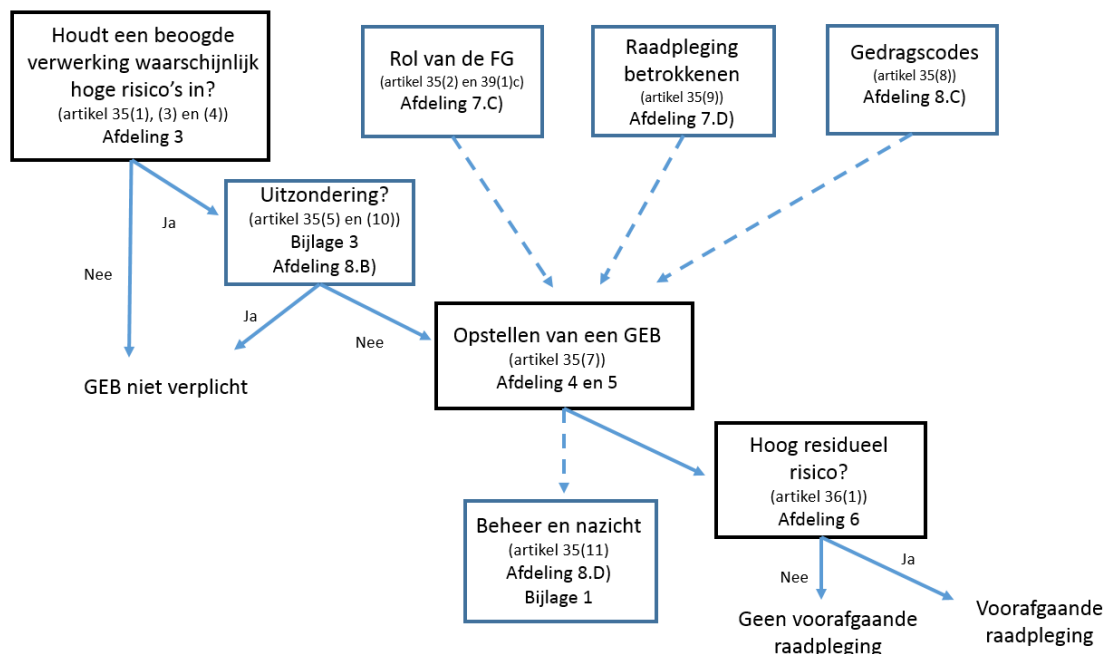 Houdt een beoogde
verwerking waarschijnlijk
hoge risico's in?
(artikel 35(1), (3) en (4))
Afdeling 3
Rol van de FG
(artikel 35(2) en 39(1)c)
Afdeling 7.C)
Raadpleging
betrokkenen
(artikel 35(9))
Afdeling 7.D)
Gedragscodes
(artikel 35(8))
Afdeling 8.C)
Ja
Nee
Uitzondering?
(artikel 35(5) en (10))
Bijlage 3
Afdeling 8.B)
Ja
Nee
GEB niet verplicht
Opstellen van een GEB
(artikel 35(7))
Afdeling 4 en 5
Hoog residueel
risico?
(artikel 36(1))
Afdeling 6
Beheer en nazicht
(artikel 35(11)
Afdeling 8.D)
Bijlage 1
Nee
Ja
Geen voorafgaande
raadpleging
Voorafgaande
raadpleging